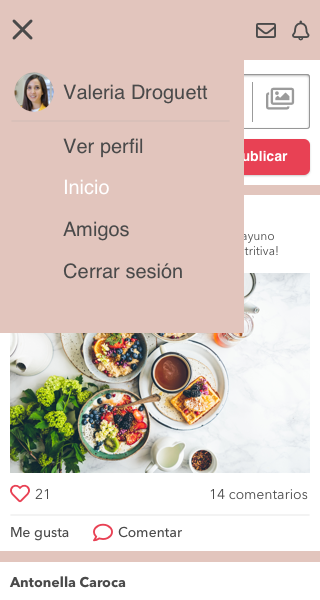 Valeria Droguett
Ver perfil
ublicar
Inicio
Amigos
ayuno
tritiva!
Cerrar sesión
21
14 comentarios
Me gusta
Comentar
Antonella Caroca